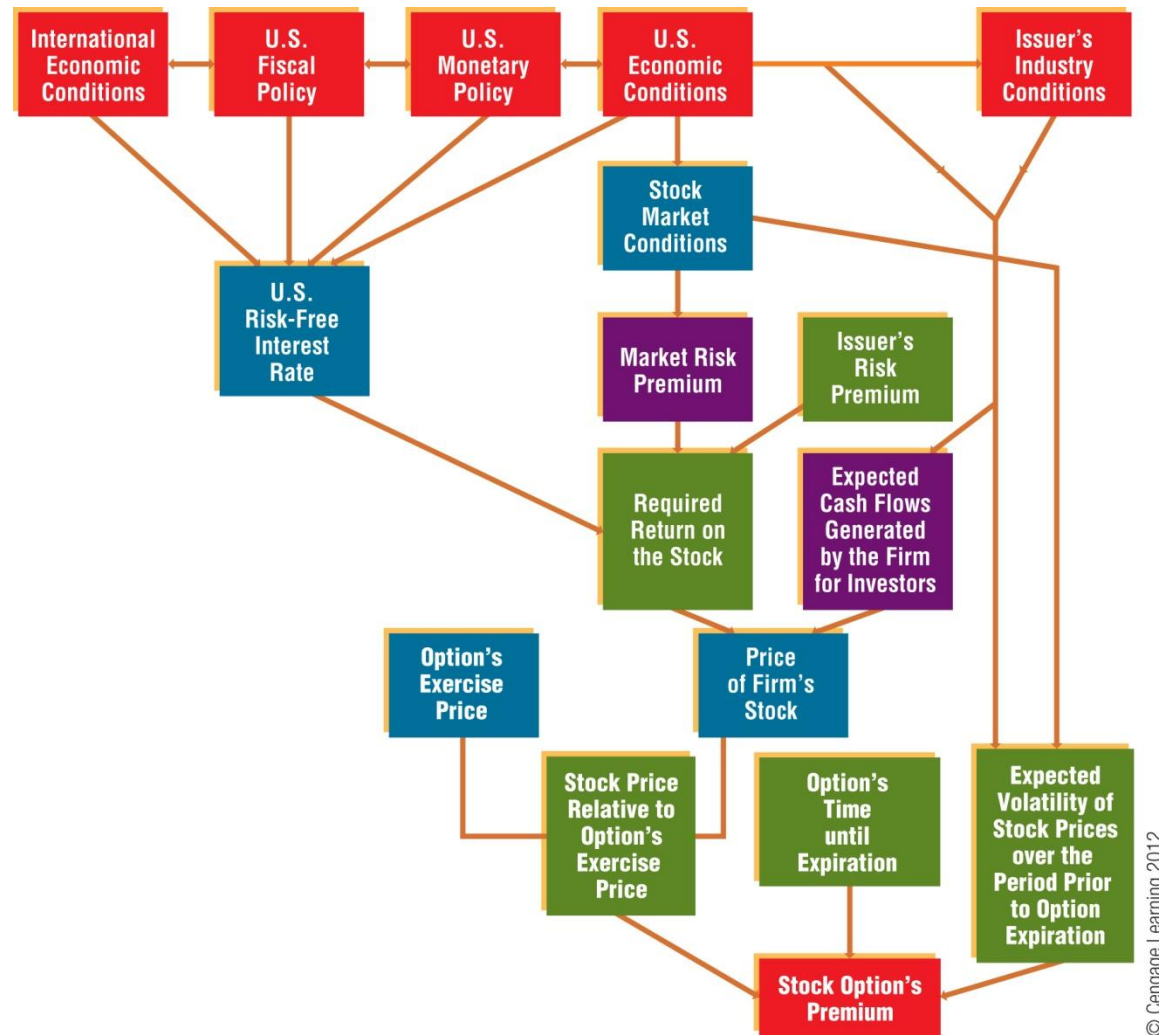 International
Economic
Conditions
U.S.
Fiscal
Policy
U.S.
Monetary
Policy
U.S.
Economic
Conditions
Issuer's
Industry
Conditions
Stock
Market
Conditions
U.S.
Risk-Free
Interest
Rate
Market Risk
Premium
Issuer's
Risk
Premium
Required
Return on
the Stock
Expected
Cash Flows
Generated
by the Firm
for Investors
Option's
Exercise
Price
Price
of Firm's
Stock
Stock Price
Relative to
Option's
Exercise
Price
Option's
Time
until
Expiration
Expected
Volatility of
Stock Prices
over the
Period Prior
to Option
Expiration
Stock Option's
Premium
© Cengage Learning 2012